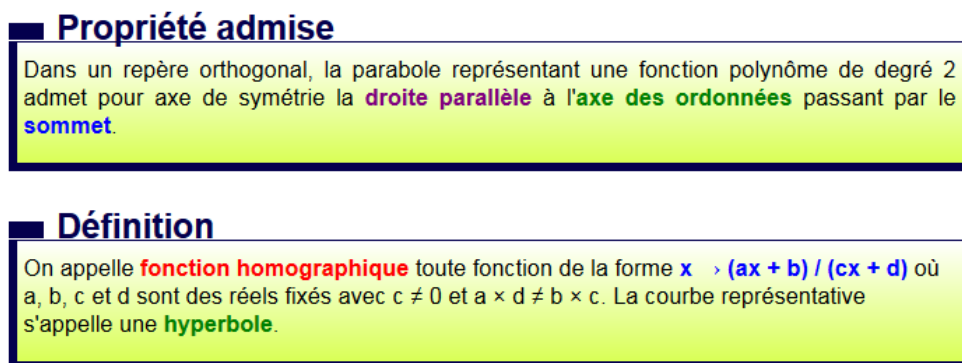 Propriété admise
Dans un repère orthogonal, la parabole représentant une fonction polynôme de degré 2
admet pour axe de symétrie la droite parallèle à l'axe des ordonnées passant par le
sommet.
Définition
On appelle fonction homographique toute fonction de la forme x → (ax + b) / (cx + d) où
a, b, c et d sont des réels fixés avec c ≠ 0 et a × d ≠ b × c. La courbe représentative
s'appelle une hyperbole.